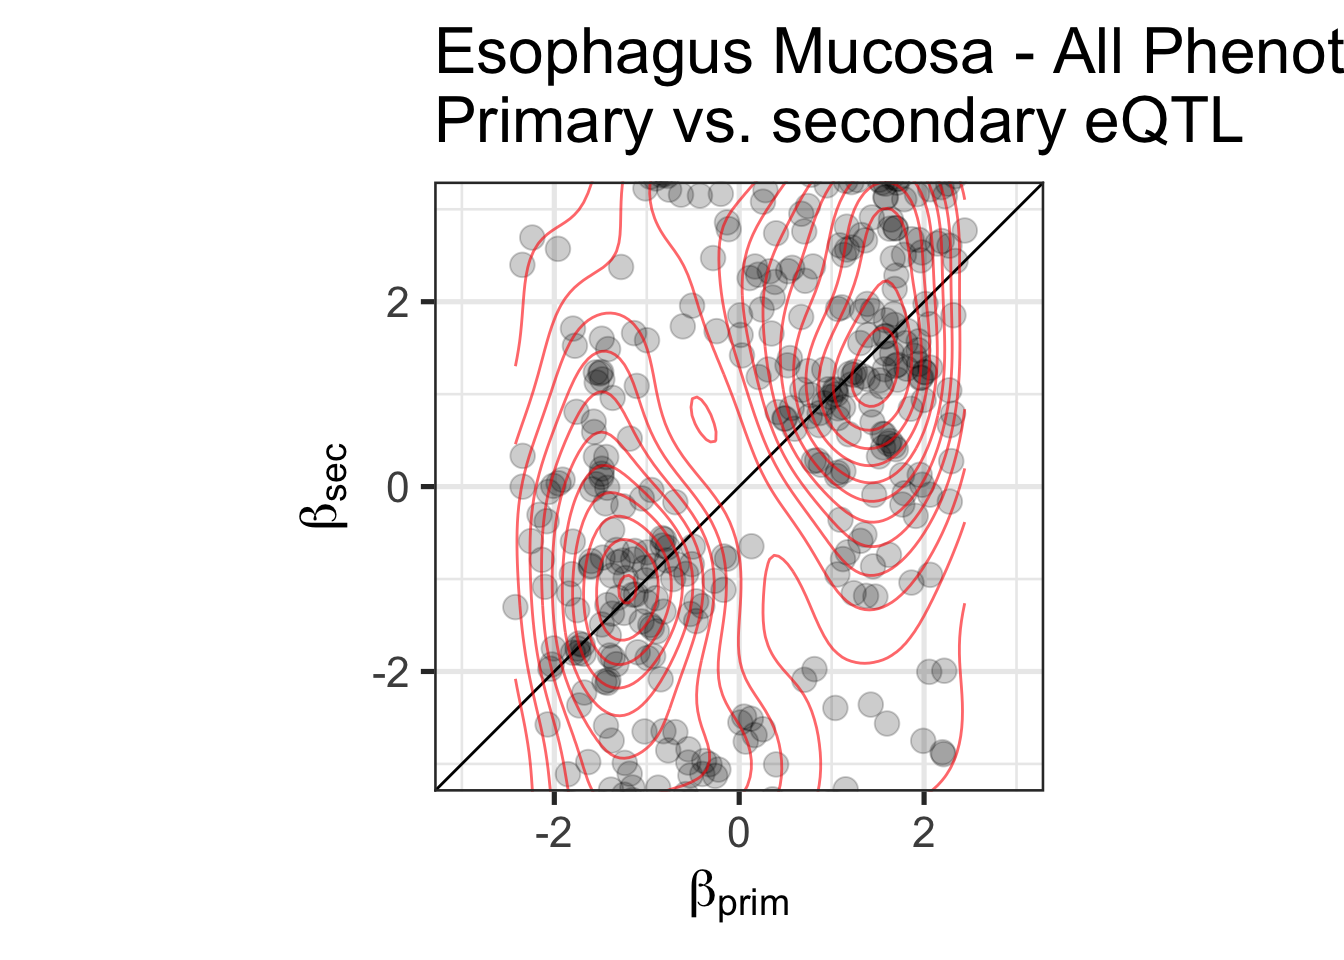 Esophagus Mucosa - All Phenot
Primary vs. secondary eQTL
2
0
-2
βsec
-2 0 2
βprim